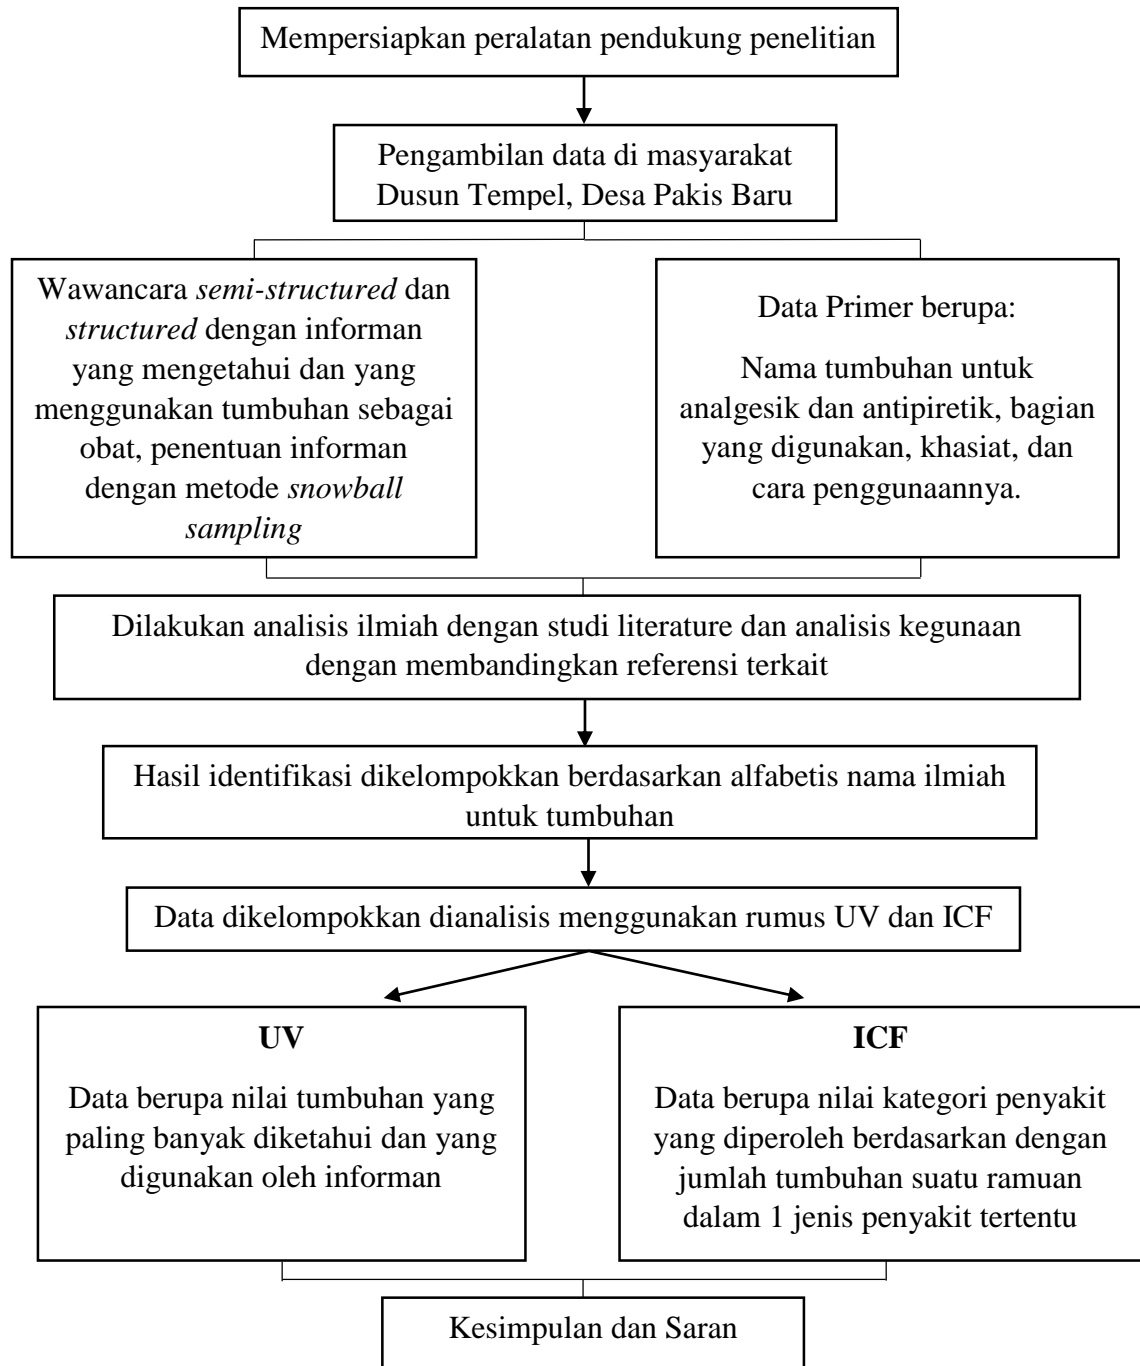 Mempersiapkan peralatan pendukung penelitian
Pengambilan data di masyarakat
Dusun Tempel, Desa Pakis Baru
Wawancara semi-structured dan
structured dengan informan
yang mengetahui dan yang
menggunakan tumbuhan sebagai
obat, penentuan informan
dengan metode snowball
sampling
Data Primer berupa:
Nama tumbuhan untuk
analgesik dan antipiretik, bagian
yang digunakan, khasiat, dan
cara penggunaannya.
Dilakukan analisis ilmiah dengan studi literature dan analisis kegunaan
dengan membandingkan referensi terkait
Hasil identifikasi dikelompokkan berdasarkan alfabetis nama ilmiah
untuk tumbuhan
Data dikelompokkan dianalisis menggunakan rumus UV dan ICF
UV
Data berupa nilai tumbuhan yang
paling banyak diketahui dan yang
digunakan oleh informan
ICF
Data berupa nilai kategori penyakit
yang diperoleh berdasarkan dengan
jumlah tumbuhan suatu ramuan
dalam 1 jenis penyakit tertentu
Kesimpulan dan Saran